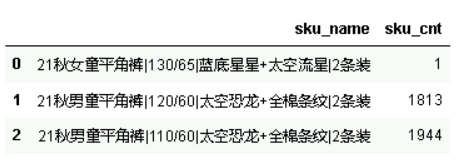 sku_name sku_cnt
0 21秋女童平角裤|130/65|蓝底星星+太空流星|2条装 1
1 21秋男童平角裤|120/60|太空恐龙+全棉条纹|2条装 1813
2 21秋男童平角裤|110/60|太空恐龙+全棉条纹|2条装 1944